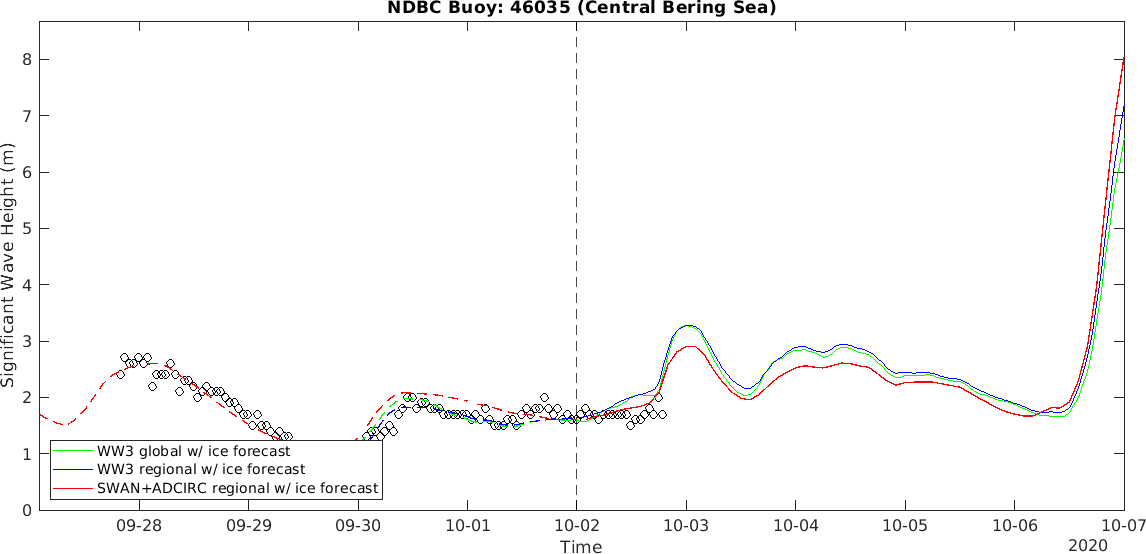 NDBC Buoy: 46035 (Central Bering Sea)
Significant Wave Height (m)
8
7
6
5
4
3
2
1
0
WW3 global w/ ice forecast
WW3 regional w/ ice forecast
SWAN+ADCIRC regional w/ ice forecast
09-28 09-29 09-30 10-01 10-02 10-03 10-04 10-05 10-06 10-07
Time
2020